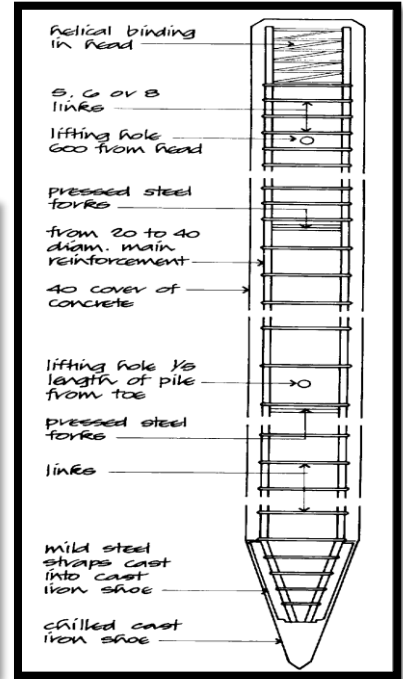 helical binding
in head
5, 6 or 8
links
lifting hole
600 from head
pressed steel
forks
from 20 to 40
diam. main
reinforcement
40 cover of
concrete
lifting hole 1/5
length of pile
from toe
pressed steel
forks
links
mild steel
straps cast
into cast
iron shoe
chilled cast
iron shoe